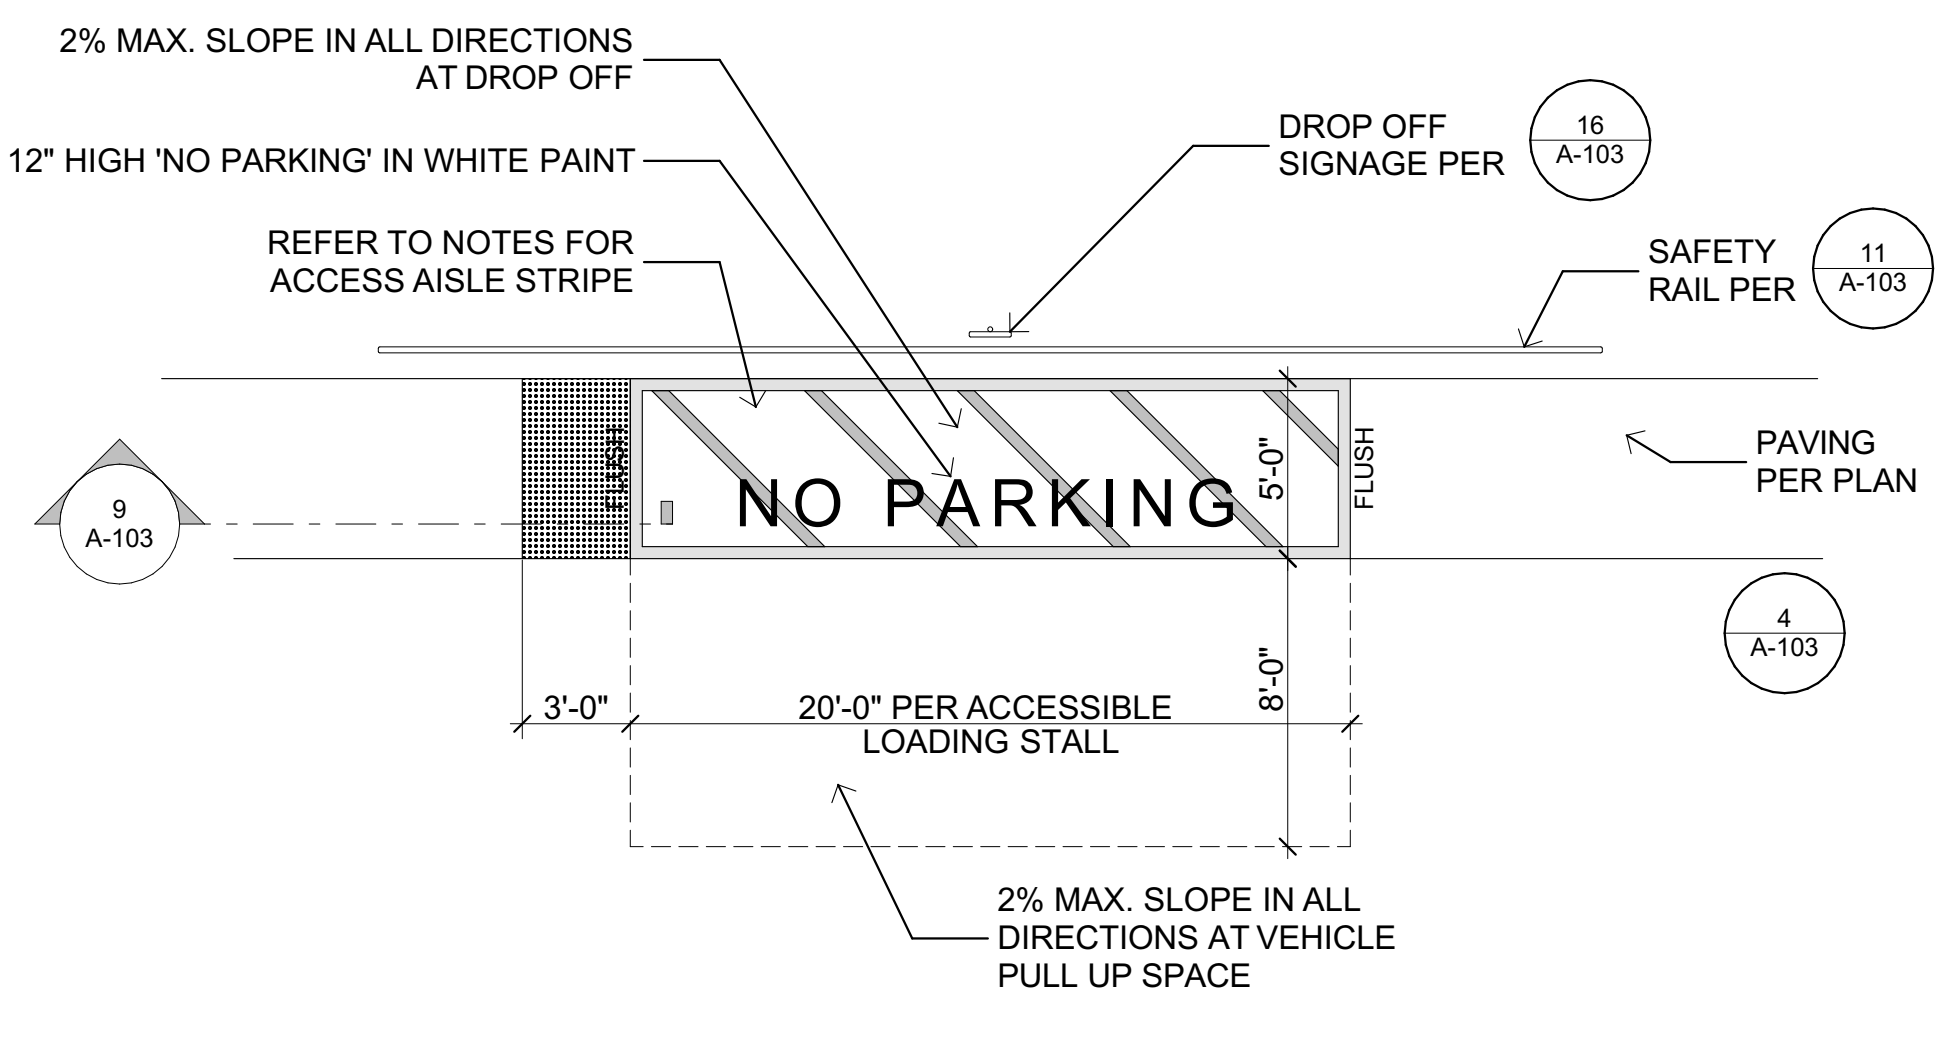 2% MAX. SLOPE IN ALL DIRECTIONS
AT DROP OFF
12" HIGH 'NO PARKING' IN WHITE PAINT
REFER TO NOTES FOR
ACCESS AISLE STRIPE
DROP OFF
SIGNAGE PER
16
A-103
SAFETY
RAIL PER
11
A-103
FLUSH
NO PARKING
5'-0"
FLUSH
PAVING
PER PLAN
9
A-103
4
A-103
8'-0"
3'-0"
20'-0" PER ACCESSIBLE
LOADING STALL
2% MAX. SLOPE IN ALL
DIRECTIONS AT VEHICLE
PULL UP SPACE